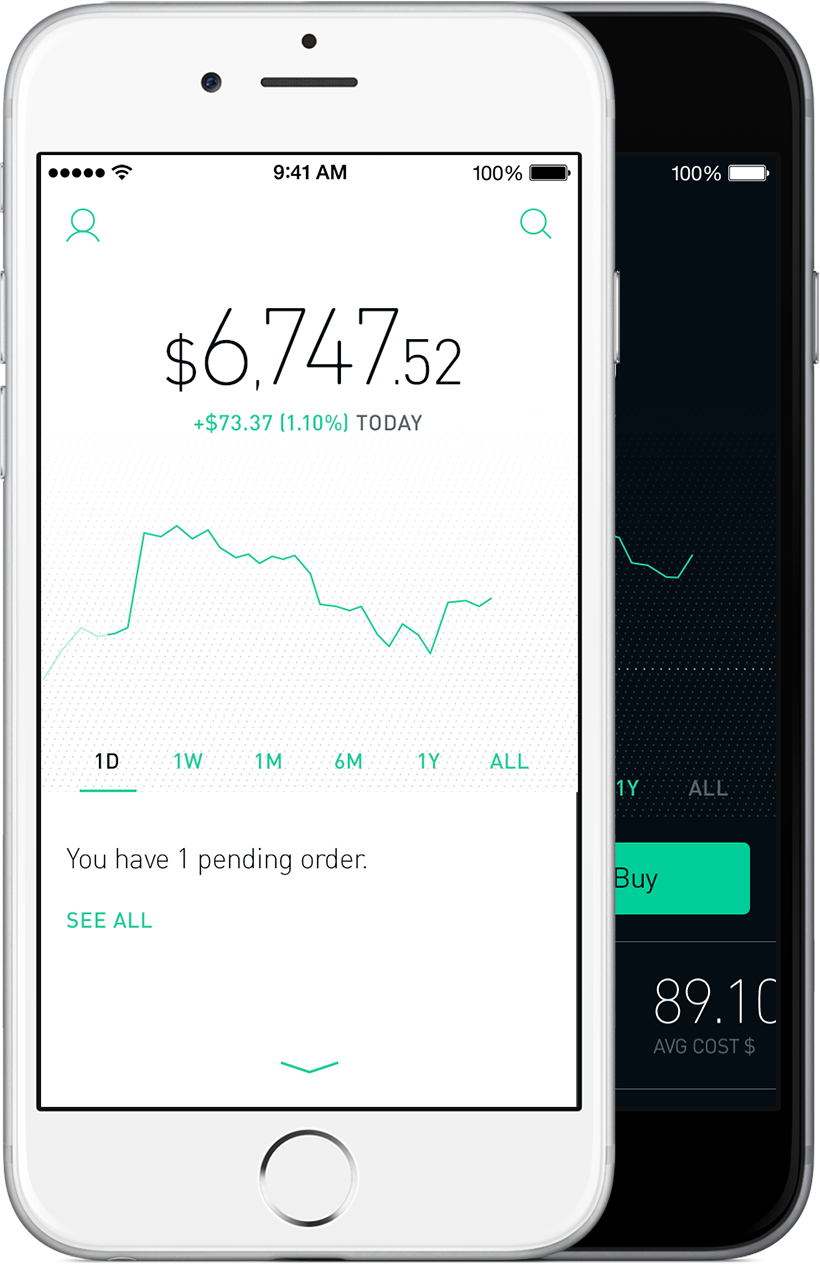 9:41 AM 100%
$6,747.52
+$73.37 (1.10%) TODAY
1D 1W 1M 6M 1Y ALL
You have 1 pending order.
SEE ALL
100%
1Y ALL
Buy
89.10
AVG COST $